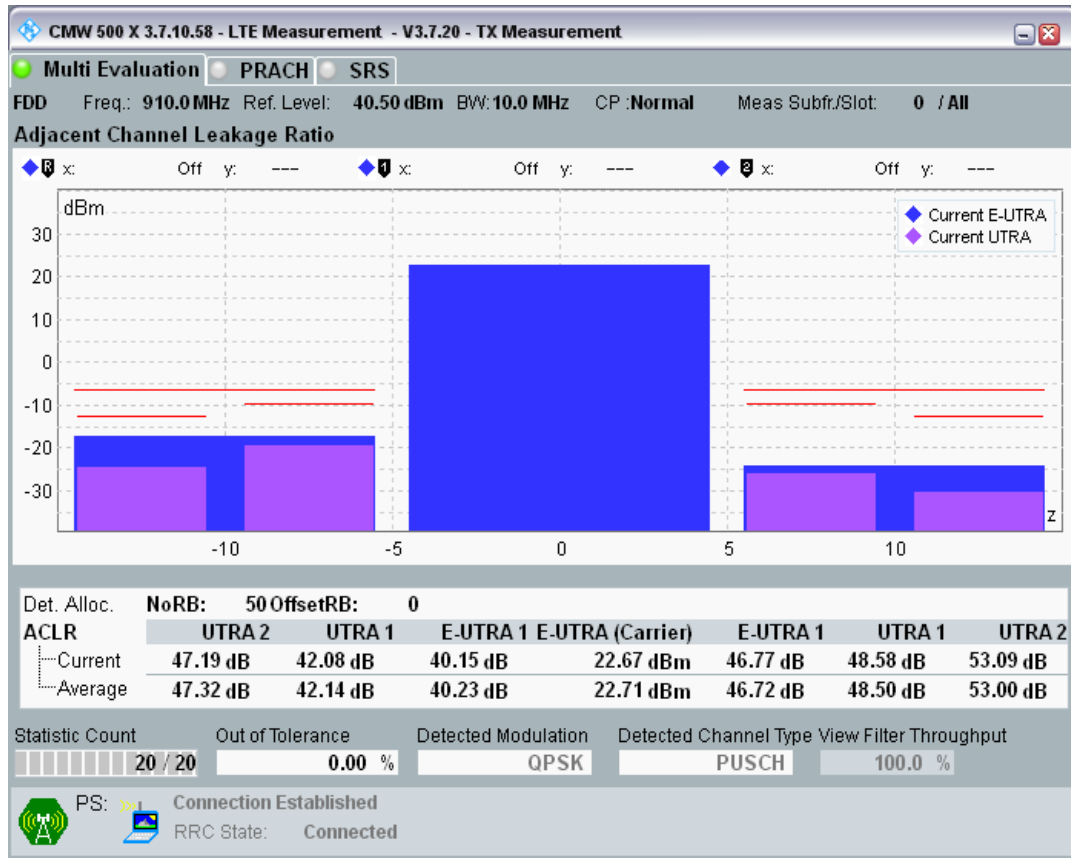 CMW 500 X 3.7.10.58 - LTE Measurement - V3.7.20 - TX Measurement
Multi Evaluation PRACH SRS
FDD Freq.: 910.0 MHz Ref. Level: 40.50 dBm BW: 10.0 MHz CP :Normal Meas Subfr./Slot: 0 / All
Adjacent Channel Leakage Ratio
R x: Off y: --- 1 x: Off y: --- 2 x: Off y: ---
dBm
Current E-UTRA
Current UTRA
30
20
10
0
-10
-20
-30
z
-10 -5 0 5 10
Det. Alloc. NoRB: 50 OffsetRB: 0
ACLR UTRA 2 UTRA 1 E-UTRA 1 E-UTRA (Carrier) E-UTRA 1 UTRA 1 UTRA 2
Current 47.19 dB 42.08 dB 40.15 dB 22.67 dBm 46.77 dB 48.58 dB 53.09 dB
Average 47.32 dB 42.14 dB 40.23 dB 22.71 dBm 46.72 dB 48.50 dB 53.00 dB
Statistic Count Out of Tolerance Detected Modulation Detected Channel Type View Filter Throughput
20 / 20 0.00 % QPSK PUSCH 100.0 %
PS: Connection Established
RRC State: Connected